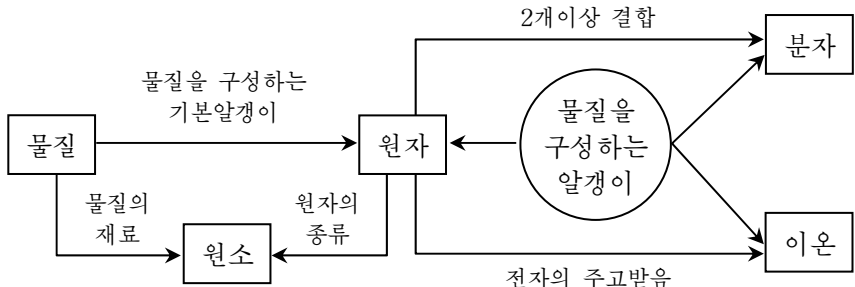 2개이상 결합
분자
물질을 구성하는
기본알갱이
물질을
구성하는
알갱이
물질
원자
물질의
재료
원자의
종류
원소
이온
전자의 주고받음